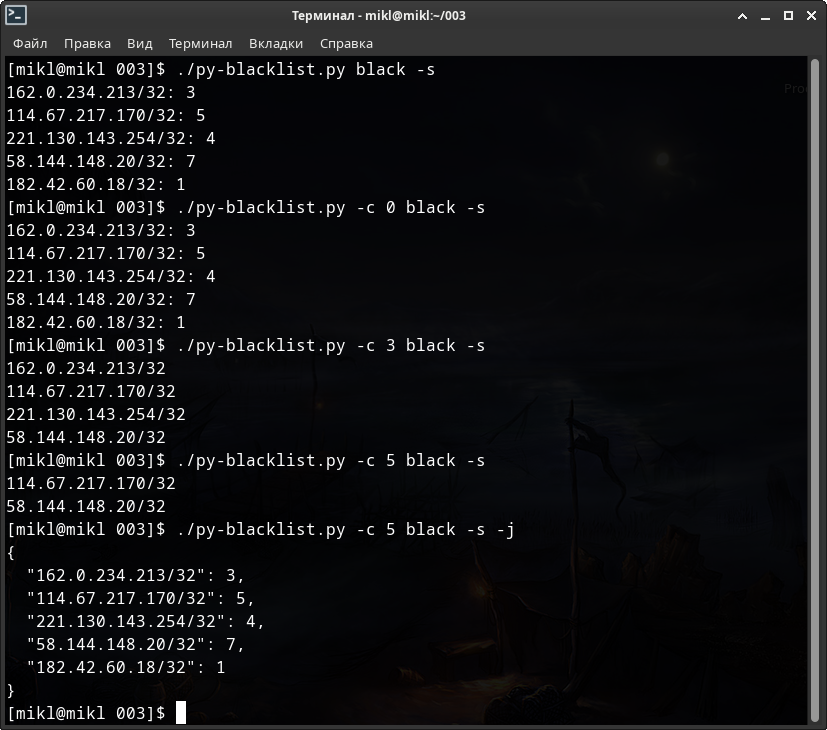 Терминал - mikl@mikl:~/003
Файл Правка Вид Терминал Вкладки Справка
[mikl@mikl 003]$ ./py-blacklist.py black -s
162.0.234.213/32: 3
114.67.217.170/32: 5
221.130.143.254/32: 4
58.144.148.20/32: 7
182.42.60.18/32: 1
[mikl@mikl 003]$ ./py-blacklist.py -c 0 black -s
162.0.234.213/32: 3
114.67.217.170/32: 5
221.130.143.254/32: 4
58.144.148.20/32: 7
182.42.60.18/32: 1
[mikl@mikl 003]$ ./py-blacklist.py -c 3 black -s
162.0.234.213/32
114.67.217.170/32
221.130.143.254/32
58.144.148.20/32
[mikl@mikl 003]$ ./py-blacklist.py -c 5 black -s
114.67.217.170/32
58.144.148.20/32
[mikl@mikl 003]$ ./py-blacklist.py -c 5 black -s -j
{
  "162.0.234.213/32": 3,
  "114.67.217.170/32": 5,
  "221.130.143.254/32": 4,
  "58.144.148.20/32": 7,
  "182.42.60.18/32": 1
}
[mikl@mikl 003]$